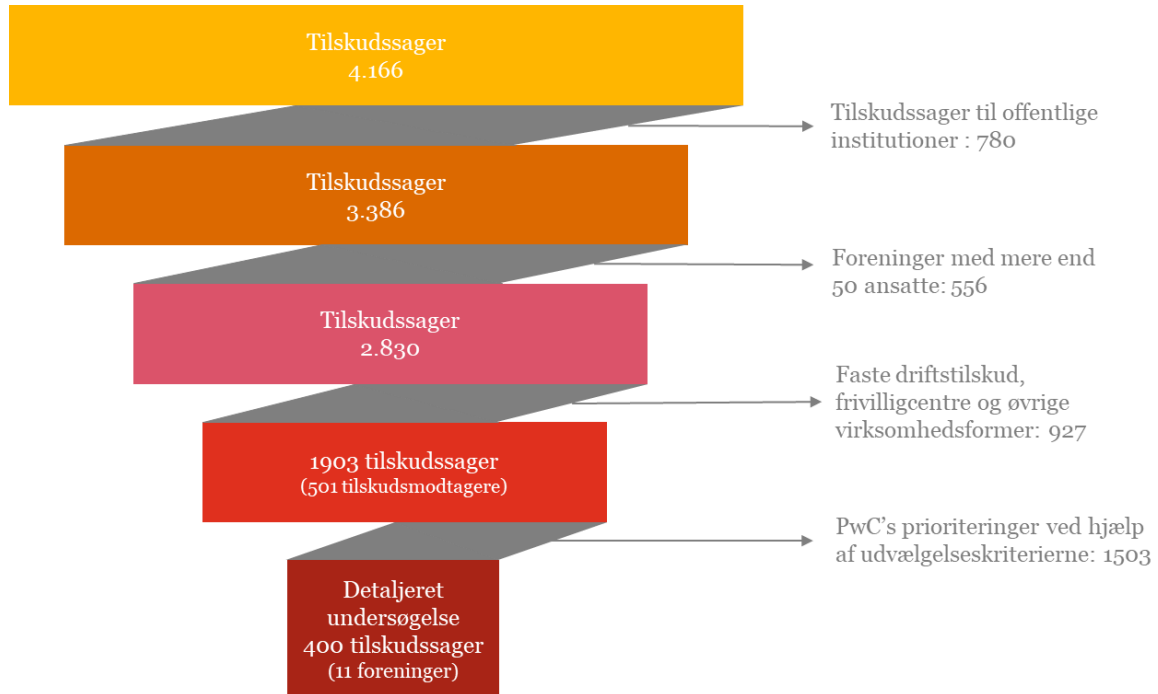 Tilskudssager
4.166
Tilskudssager til offentlige
institutioner : 780
Tilskudssager
3.386
Foreninger med mere end
50 ansatte: 556
Tilskudssager
2.830
Faste driftstilskud,
frivilligcentre og øvrige
virksomhedsformer: 927
1903 tilskudssager
(501 tilskudsmodtagere)
PwC's prioriteringer ved hjælp
af udvælgelseskriterierne: 1503
Detaljeret
undersøgelse
400 tilskudssager
(11 foreninger)